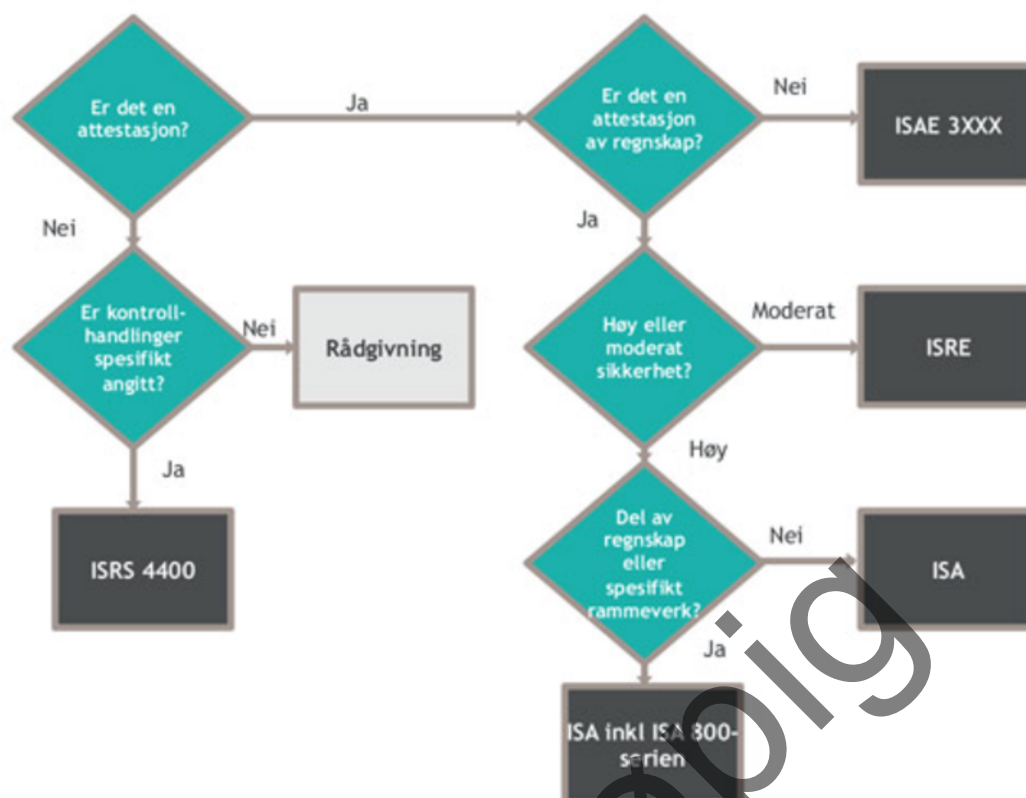 Er det en
attestasjon?
Ja
Er det en
attestasjon
av regnskap?
Nei
ISAE 3XXX
Nei
Ja
Er kontroll-
handlinger
spesifikt
angitt?
Nei
Rådgivning
Høy eller
moderat
sikkerhet?
Moderat
ISRE
Ja
Høy
ISRS 4400
Del av
regnskap
eller
spesifikt
rammeverk?
Nei
ISA
Ja
ISA inkl ISA 800-
serien